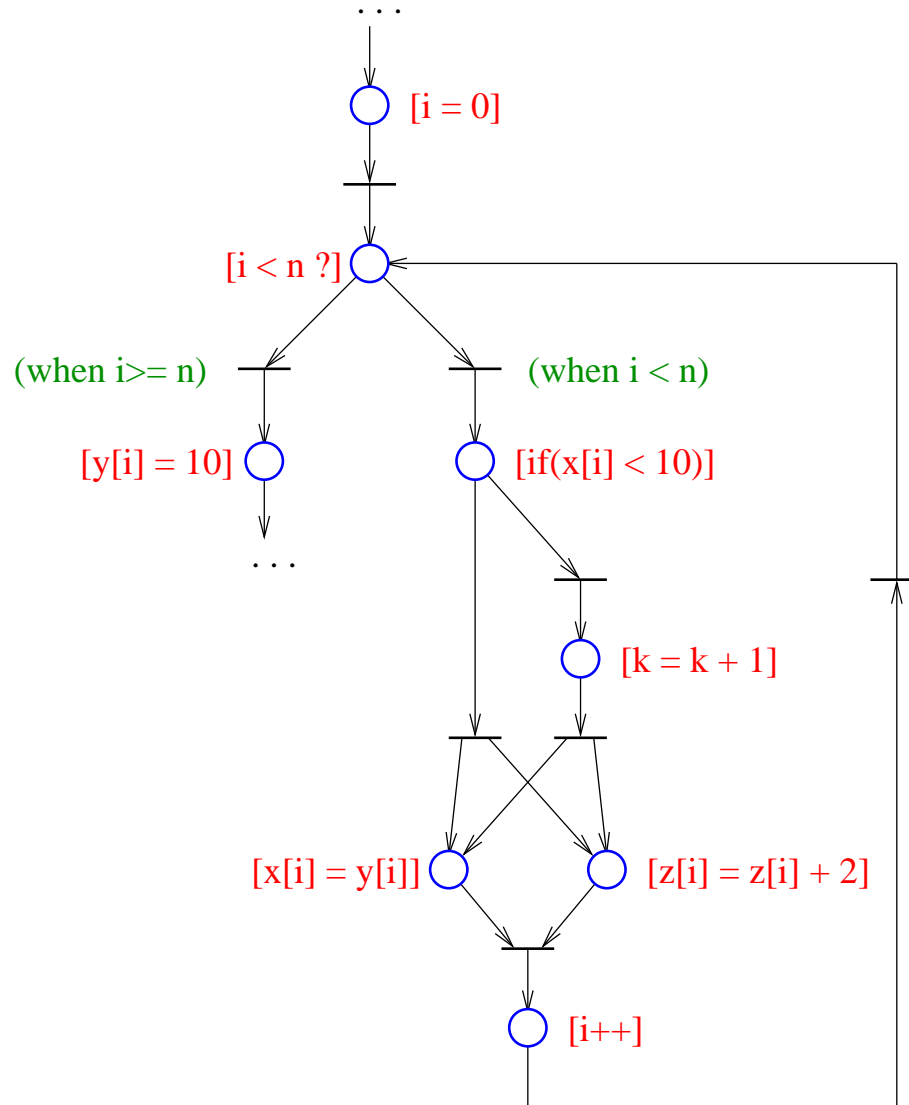 . . .
[i = 0]
[i < n ?]
(when i>= n)
(when i < n)
[y[i] = 10]
[if(x[i] < 10)]
. . .
[k = k + 1]
[x[i] = y[i]]
[z[i] = z[i] + 2]
[i++]